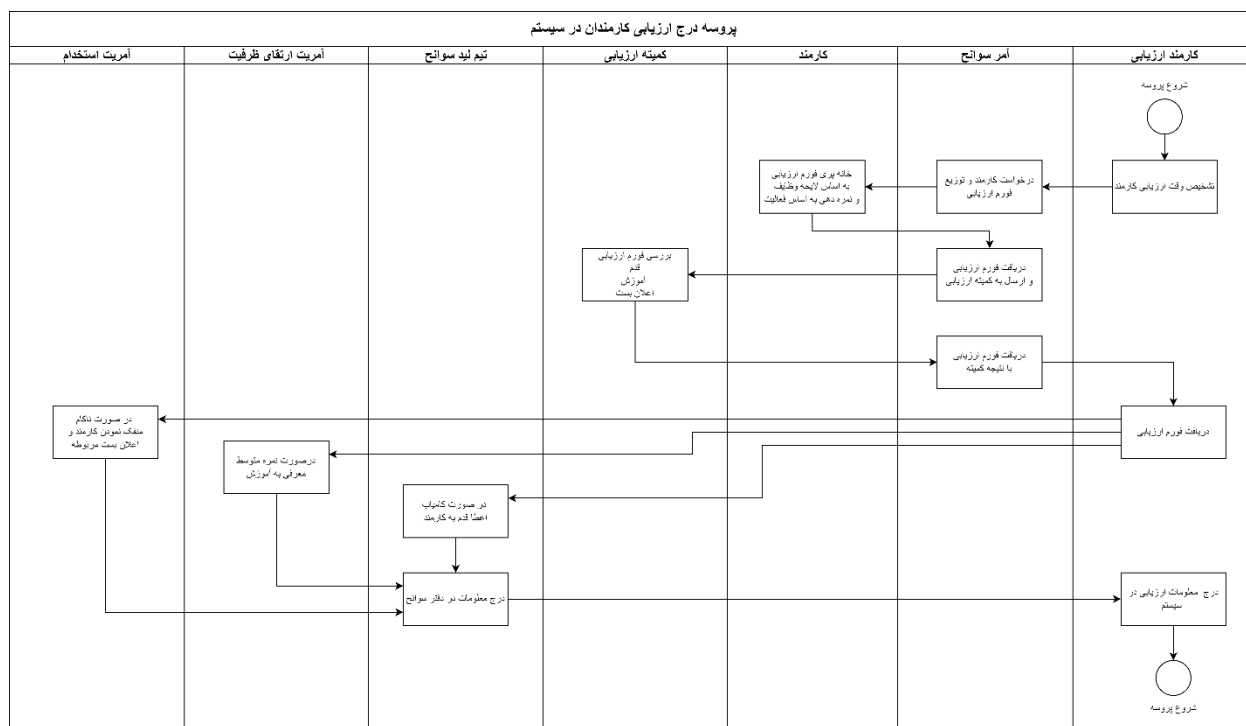 پروسه درج ارزیابی کارمندان در سیستم
کارمند ارزیابی
آمر سوانح
کارمند
کمیته ارزیابی
تیم لید سوانح
آمریت ارتقای ظرفیت
آمریت استخدام
شروع پروسه
تشخیص وقت ارزیابی کارمند
درخواست کارمند و توزیع
فورم ارزیابی
خانه پری فورم ارزیابی
به اساس لایحه وظایف
و نمره دهی به اساس فعالیت
دریافت فورم ارزیابی
و ارسال به کمیته ارزیابی
بررسی فورم ارزیابی
قدم
آموزش
اعلان بست
دریافت فورم ارزیابی
با نتیجه کمیته
دریافت فورم ارزیابی
در صورت ناکام
منفک نمودن کارمند و
اعلان بست مربوطه
درصورت نمره متوسط
معرفی به آموزش
در صورت کامیاب
اعطا قدم به کارمند
درج معلومات در دفتر سوانح
درج معلومات ارزیابی در
سیستم
شروع پروسه